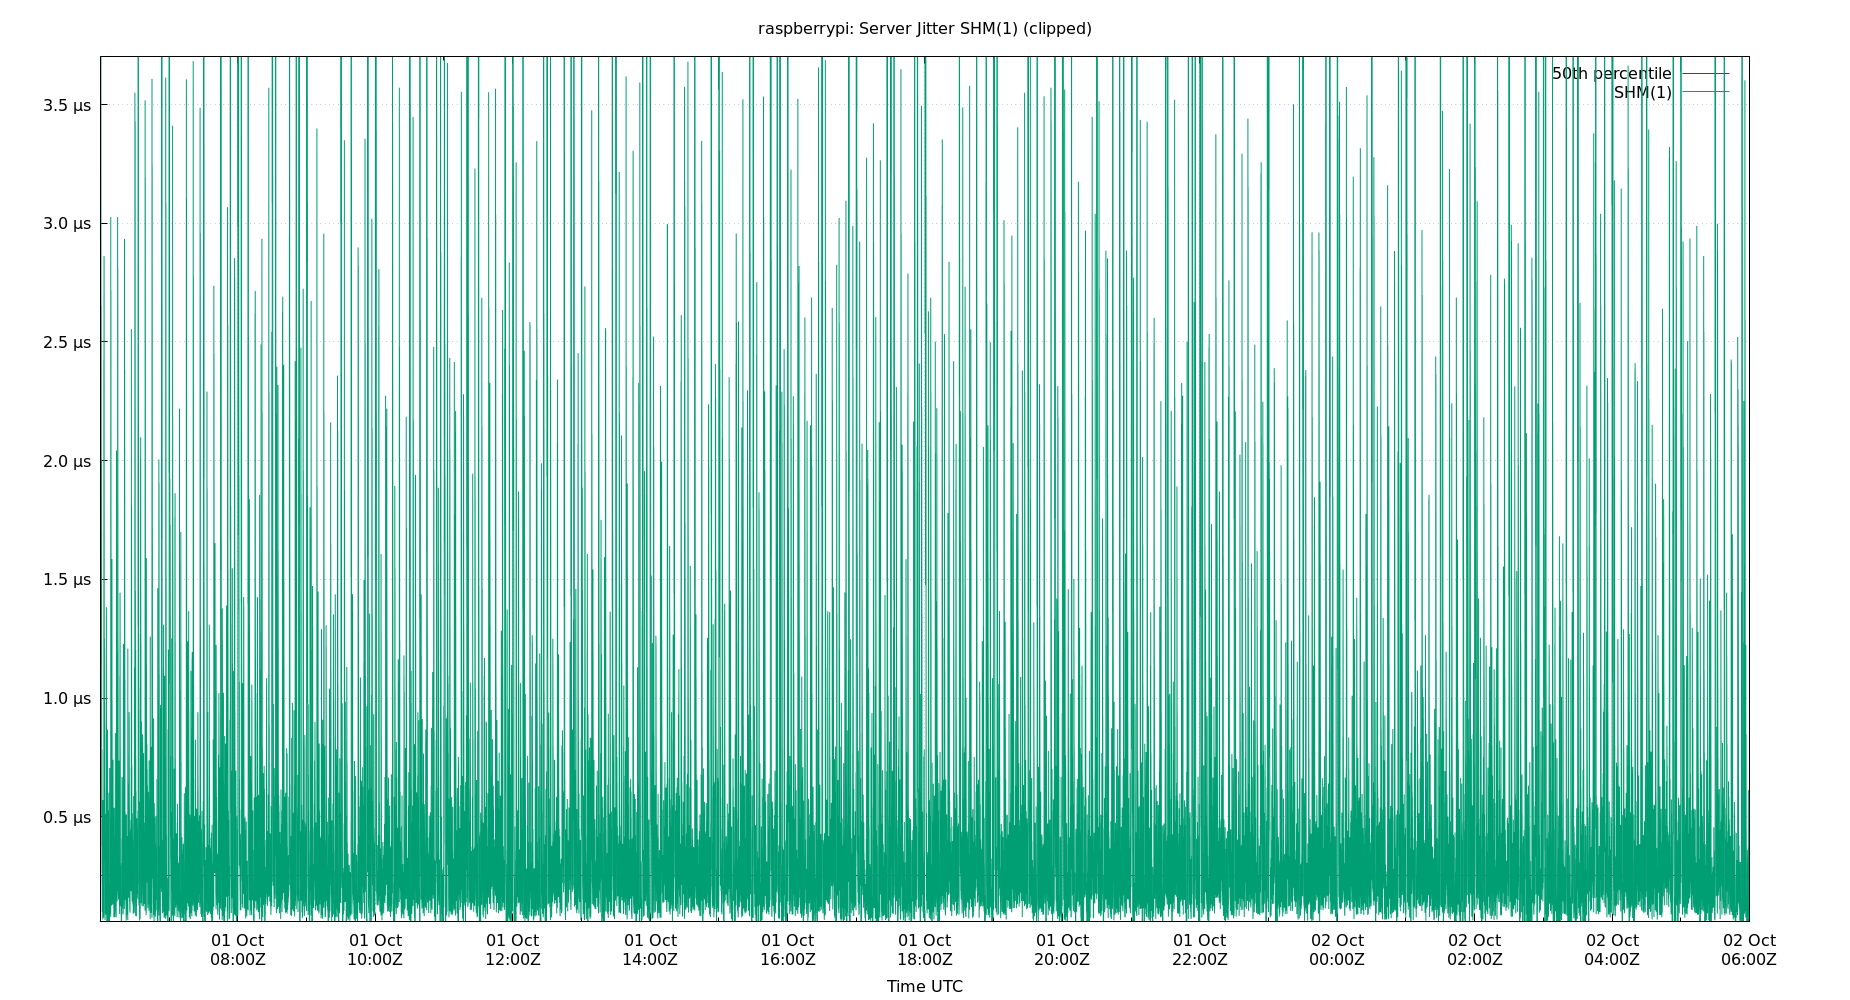 raspberrypi: Server Jitter SHM(1) (clipped)
50th percentile
SHM(1)
3.5 µs
3.0 µs
2.5 µs
2.0 µs
1.5 µs
1.0 µs
0.5 µs
01 Oct 01 Oct 01 Oct 01 Oct 01 Oct 01 Oct 01 Oct 01 Oct 02 Oct 02 Oct 02 Oct 02 Oct
08:00Z 10:00Z 12:00Z 14:00Z 16:00Z 18:00Z 20:00Z 22:00Z 00:00Z 02:00Z 04:00Z 06:00Z
Time UTC